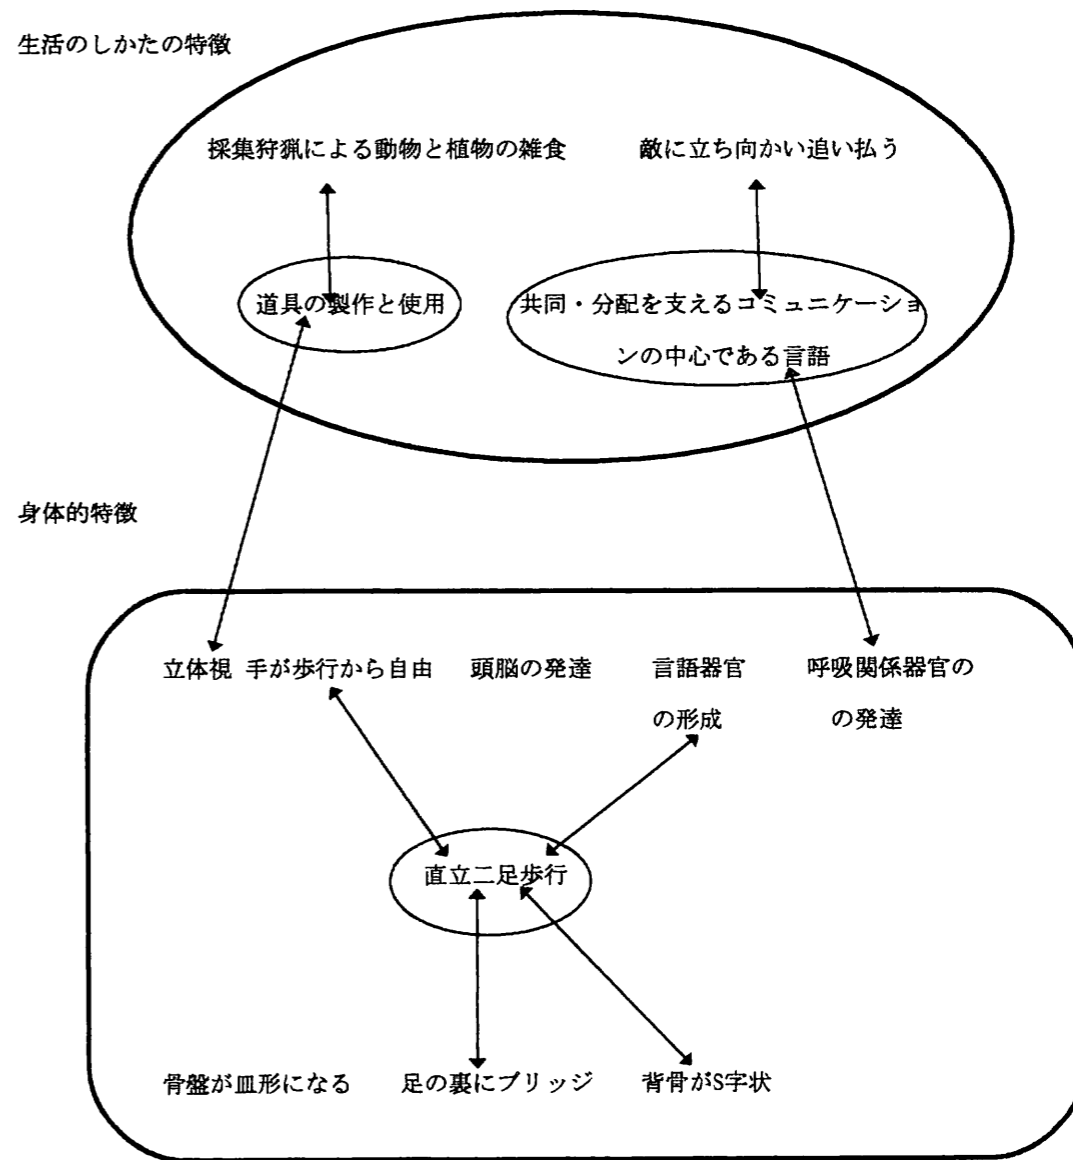 生活のしかたの特徴
採集狩猟による動物と植物の雑食
敵に立ち向かい追い払う
道具の製作と使用
共同・分配を支えるコミュニケーショ
ンの中心である言語
身体的特徴
立体視 手が歩行から自由
頭脳の発達
言語器官
の形成
呼吸関係器官の
の発達
直立二足歩行
骨盤が皿形になる
足の裏にブリッジ
背骨がS字状